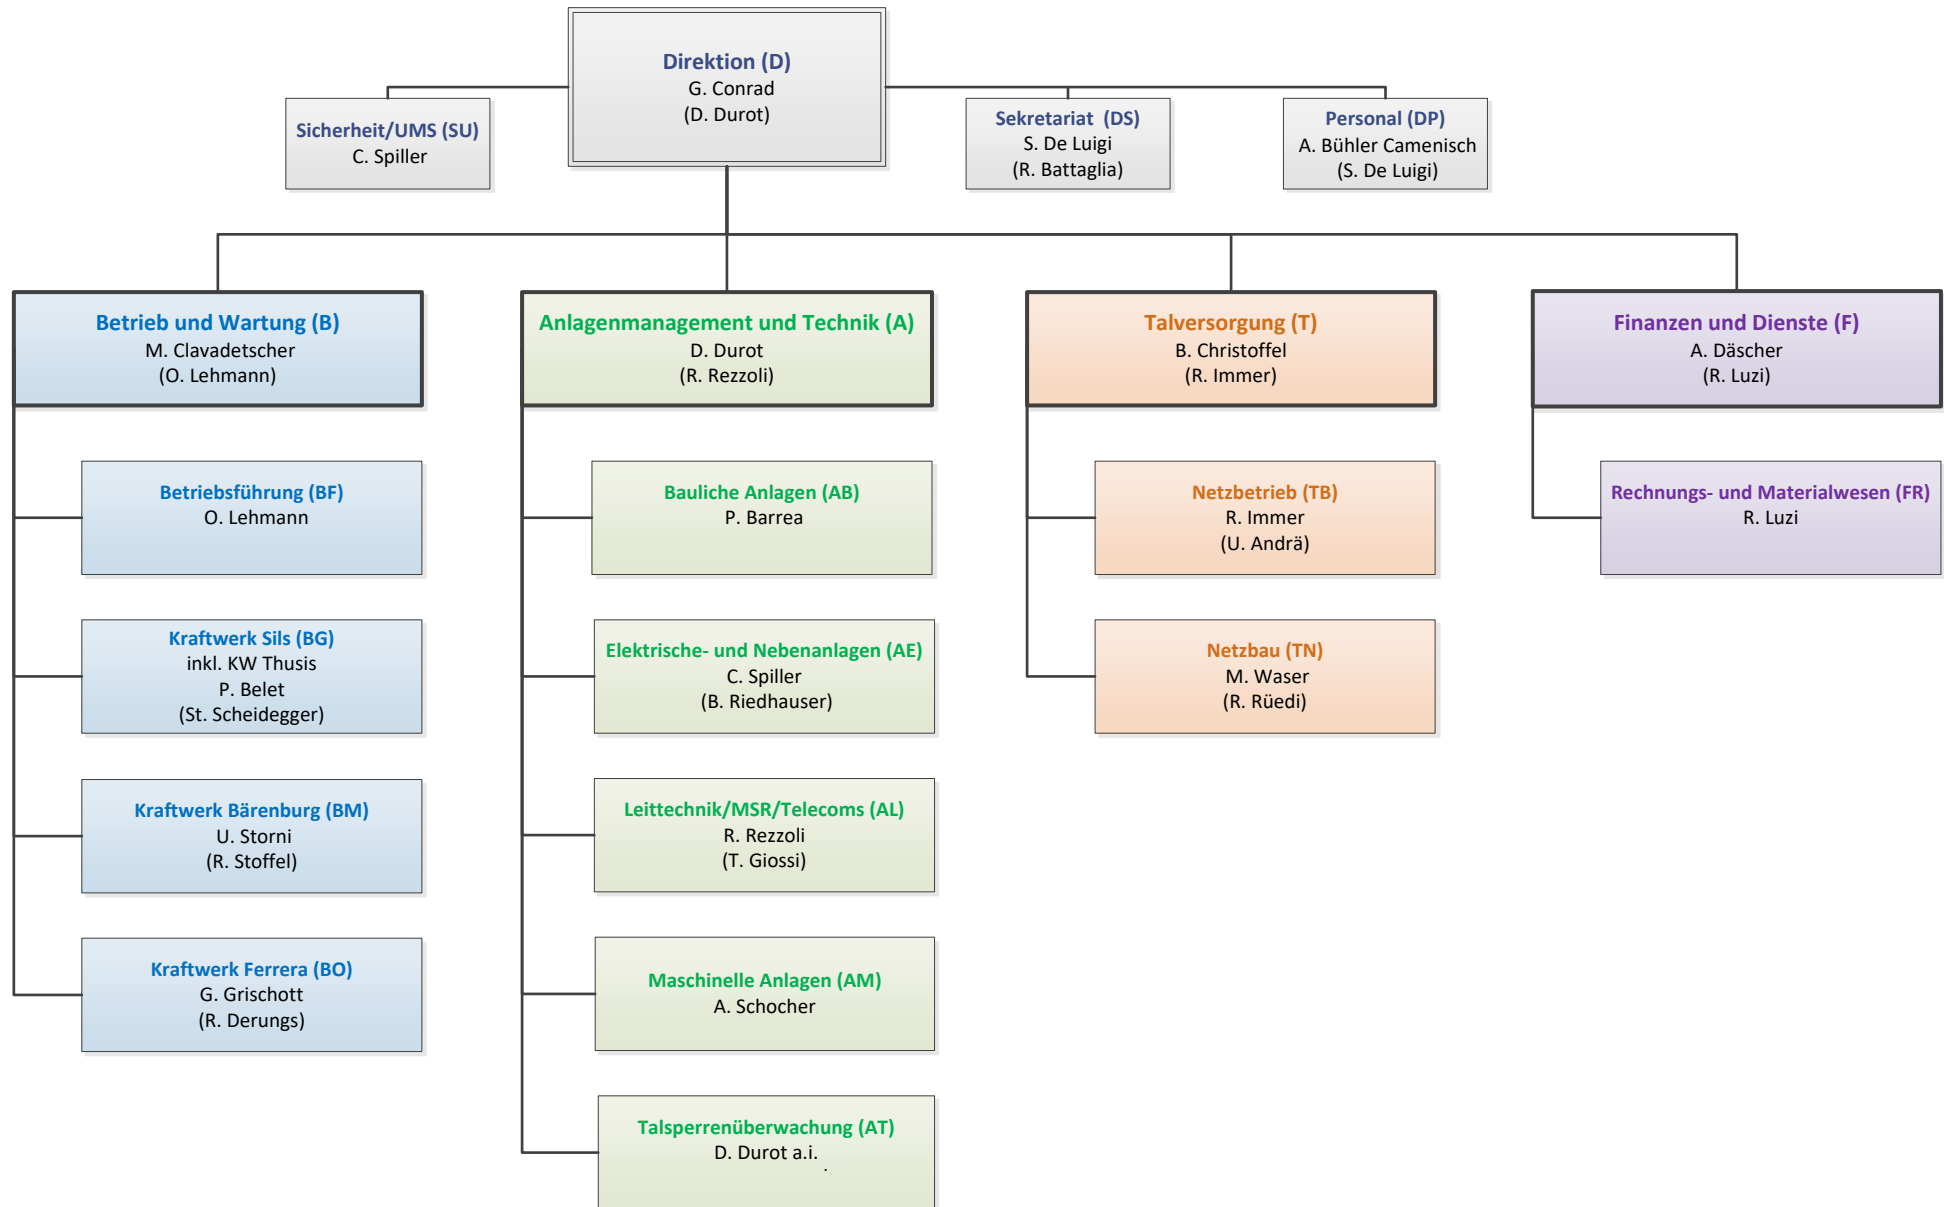 Direktion (D)
G. Conrad
(D. Durot)
Sicherheit/UMS (SU)
C. Spiller
Sekretariat (DS)
S. De Luigi
(R. Battaglia)
Personal (DP)
A. Bühler Camenisch
(S. De Luigi)
Betrieb und Wartung (B)
M. Clavadetscher
(O. Lehmann)
Betriebsführung (BF)
O. Lehmann
Kraftwerk Sils (BG)
inkl. KW Thusis
P. Belet
(St. Scheidegger)
Kraftwerk Bärenburg (BM)
U. Storni
(R. Stoffel)
Kraftwerk Ferrera (BO)
G. Grischott
(R. Derungs)
Anlagenmanagement und Technik (A)
D. Durot
(R. Rezzoli)
Bauliche Anlagen (AB)
P. Barrea
Elektrische- und Nebenanlagen (AE)
C. Spiller
(B. Riedhauser)
Leittechnik/MSR/Telecoms (AL)
R. Rezzoli
(T. Giossi)
Maschinelle Anlagen (AM)
A. Schocher
Talsperrenüberwachung (AT)
D. Durot a.i.
Talversorgung (T)
B. Christoffel
(R. Immer)
Netzbetrieb (TB)
R. Immer
(U. Andrä)
Netzbau (TN)
M. Waser
(R. Rüedi)
Finanzen und Dienste (F)
A. Däscher
(R. Luzi)
Rechnungs- und Materialwesen (FR)
R. Luzi